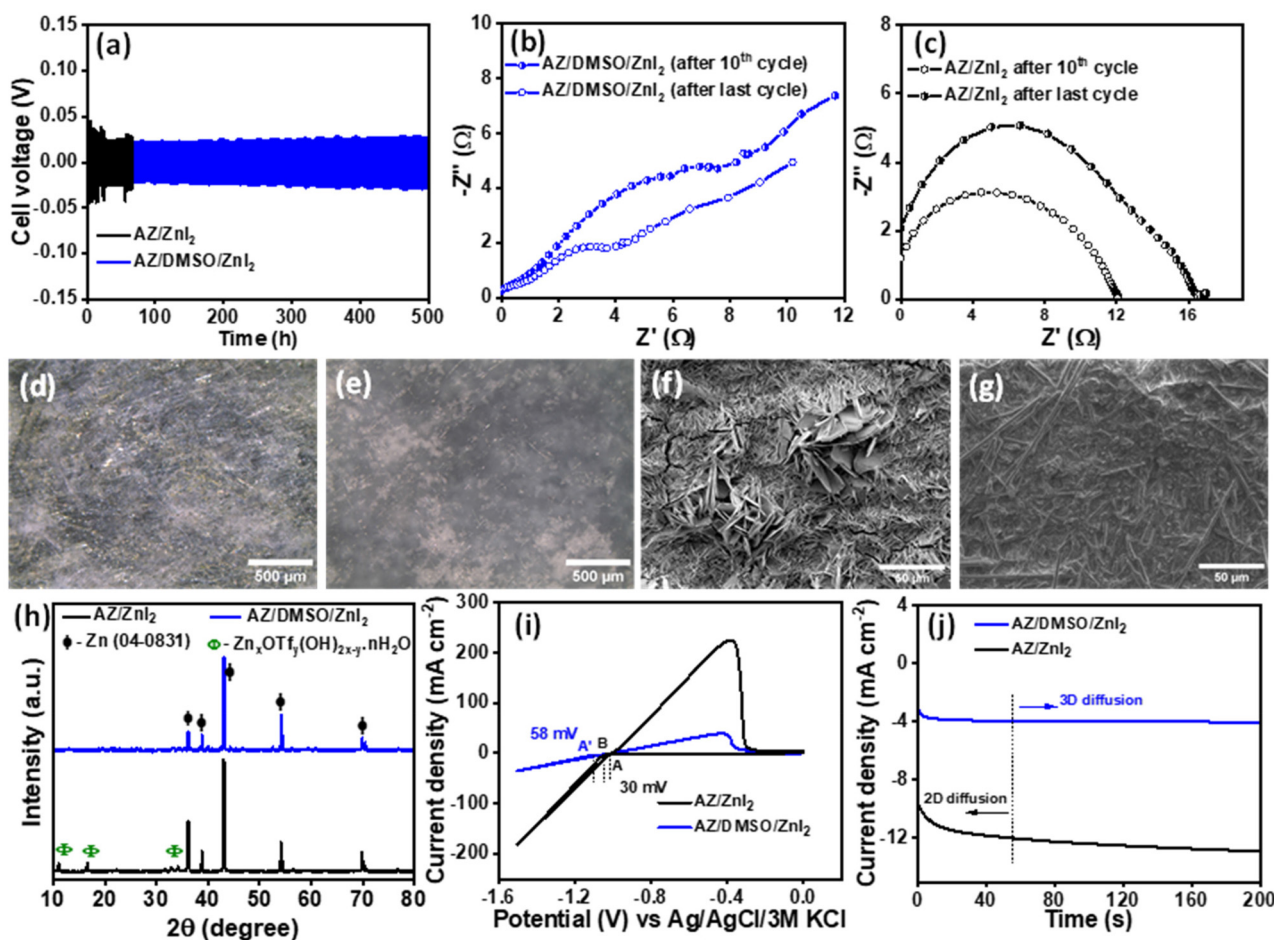 (a)
0.15
0.10
0.05
0.00
-0.05
-0.10
-0.15
Cell voltage (V)
AZ/ZnI₂
AZ/DMSO/ZnI₂
0 100 200 300 400 500
Time (h)
(b)
-10
-8
-6
-4
-2
0
-Z'' (Ω)
AZ/DMSO/ZnI₂ (after 10ᵗʰ cycle)
AZ/DMSO/ZnI₂ (after last cycle)
0 2 4 6 8 10 12
Z' (Ω)
(c)
8
6
4
2
0
-Z'' (Ω)
AZ/ZnI₂ after 10ᵗʰ cycle
AZ/ZnI₂ after last cycle
0 4 8 12 16
Z' (Ω)
(d)
500 µm
(e)
500 µm
(f)
50 µm
(g)
50 µm
(h)
AZ/ZnI₂ AZ/DMSO/ZnI₂
- Zn (04-0831) - ZnₓOTfᵧ(OH)₂ₓ₋ᵧ.nH₂O
Intensity (a.u.)
10 20 30 40 50 60 70 80
2θ (degree)
(i)
300
200
100
0
-100
-200
Current density (mA cm⁻²)
58 mV
A' B
A
30 mV
AZ/ZnI₂
AZ/DMSO/ZnI₂
-1.6 -1.2 -0.8 -0.4 0.0
Potential (V) vs Ag/AgCl/3M KCl
(j)
4
0
-4
-8
-12
Current density (mA cm⁻²)
AZ/DMSO/ZnI₂
AZ/ZnI₂
3D diffusion
2D diffusion
0 40 80 120 160 200
Time (s)